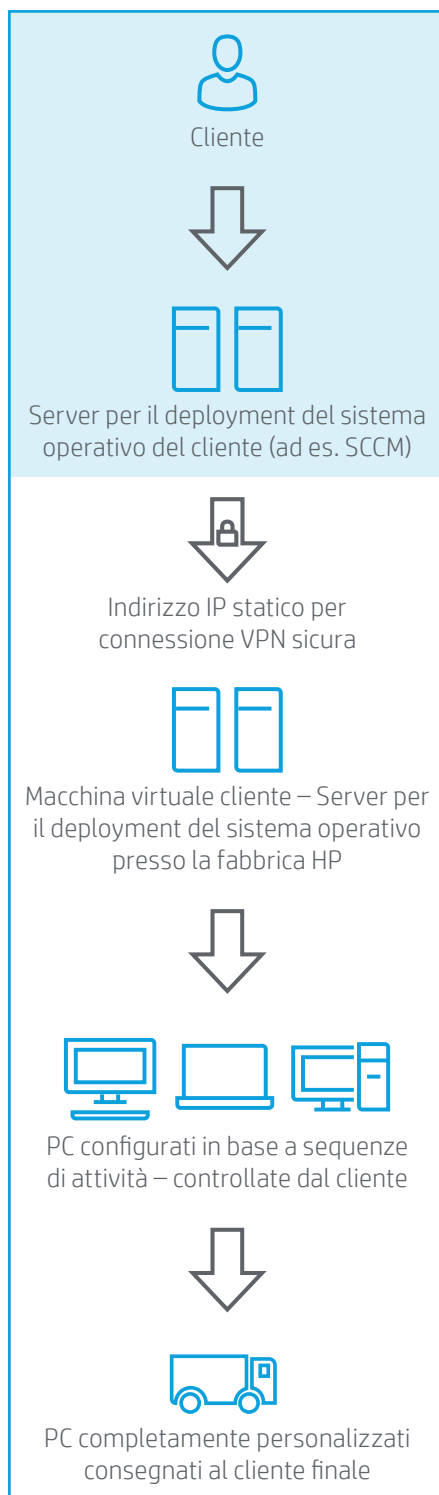 Cliente
Server per il deployment del sistema
operativo del cliente (ad es. SCCM)
Indirizzo IP statico per
connessione VPN sicura
Macchina virtuale cliente – Server per
il deployment del sistema operativo
presso la fabbrica HP
PC configurati in base a sequenze
di attività – controllate dal cliente
PC completamente personalizzati
consegnati al cliente finale